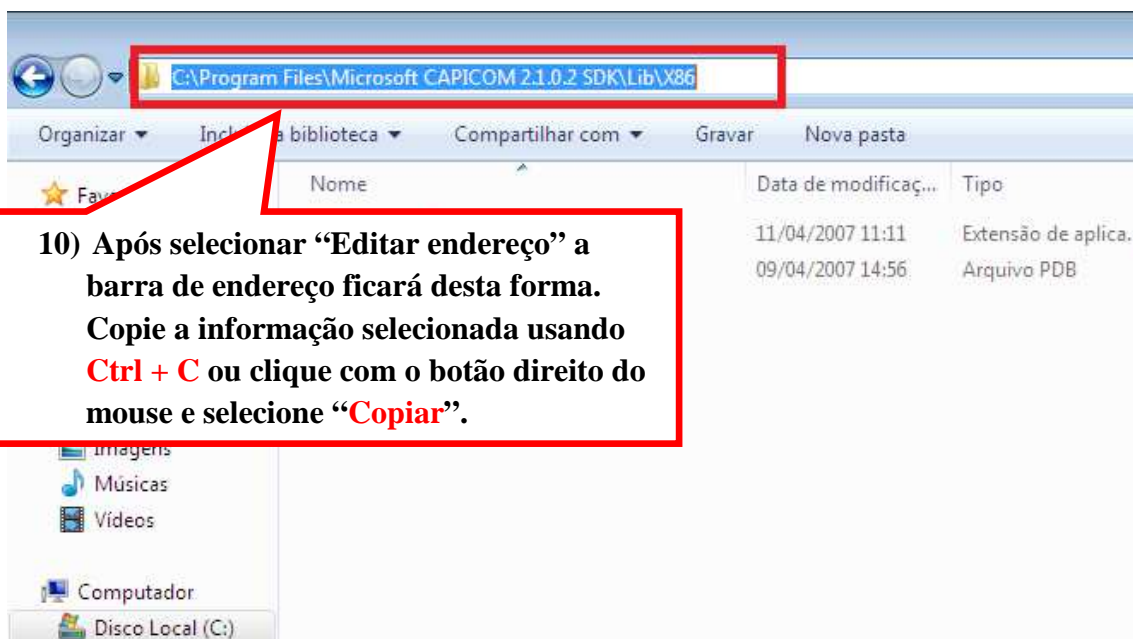 C:\Program Files\Microsoft CAPICOM 2.1.0.2 SDK\Lib\X86
Organizar
a biblioteca
Compartilhar com
Gravar
Nova pasta
Nome
Data de modificaç...
Tipo
10) Após selecionar “Editar endereço” a
barra de endereço ficará desta forma.
Copie a informação selecionada usando
Ctrl + C ou clique com o botão direito do
mouse e selecione “Copiar”.
11/04/2007 11:11
Extensão de aplica.
09/04/2007 14:56
Arquivo PDB
Imagens
Músicas
Vídeos
Computador
Disco Local (C:)